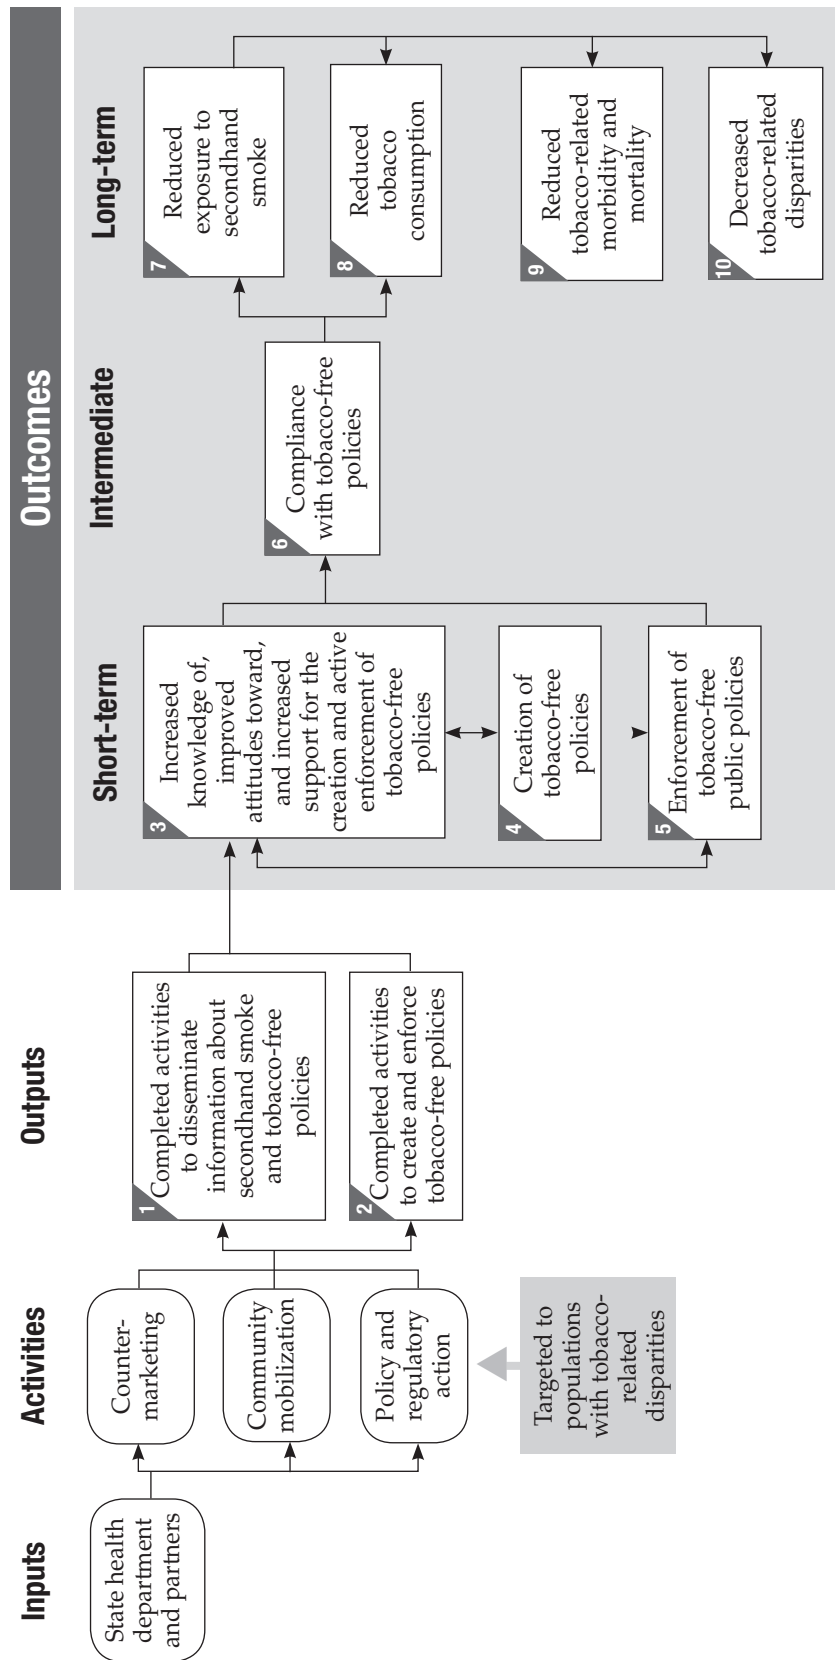 Outcomes
Inputs
Activities
Outputs
Short-term
Intermediate
Long-term
State health
department
and partners
Counter-
marketing
Community
mobilization
Policy and
regulatory
action
Targeted to
populations
with tobacco-
related
disparities
1
Completed activities
to disseminate
information about
secondhand smoke
and tobacco-free
policies
2
Completed activities
to create and enforce
tobacco-free policies
3
Increased
knowledge of,
improved
attitudes toward,
and increased
support for the
creation and active
enforcement of
tobacco-free
policies
4
Creation of
tobacco-free
policies
5
Enforcement of
tobacco-free
public policies
6
Compliance
with tobacco-free
policies
7
Reduced
exposure to
secondhand
smoke
8
Reduced
tobacco
consumption
9
Reduced
tobacco-related
morbidity and
mortality
10
Decreased
tobacco-related
disparities